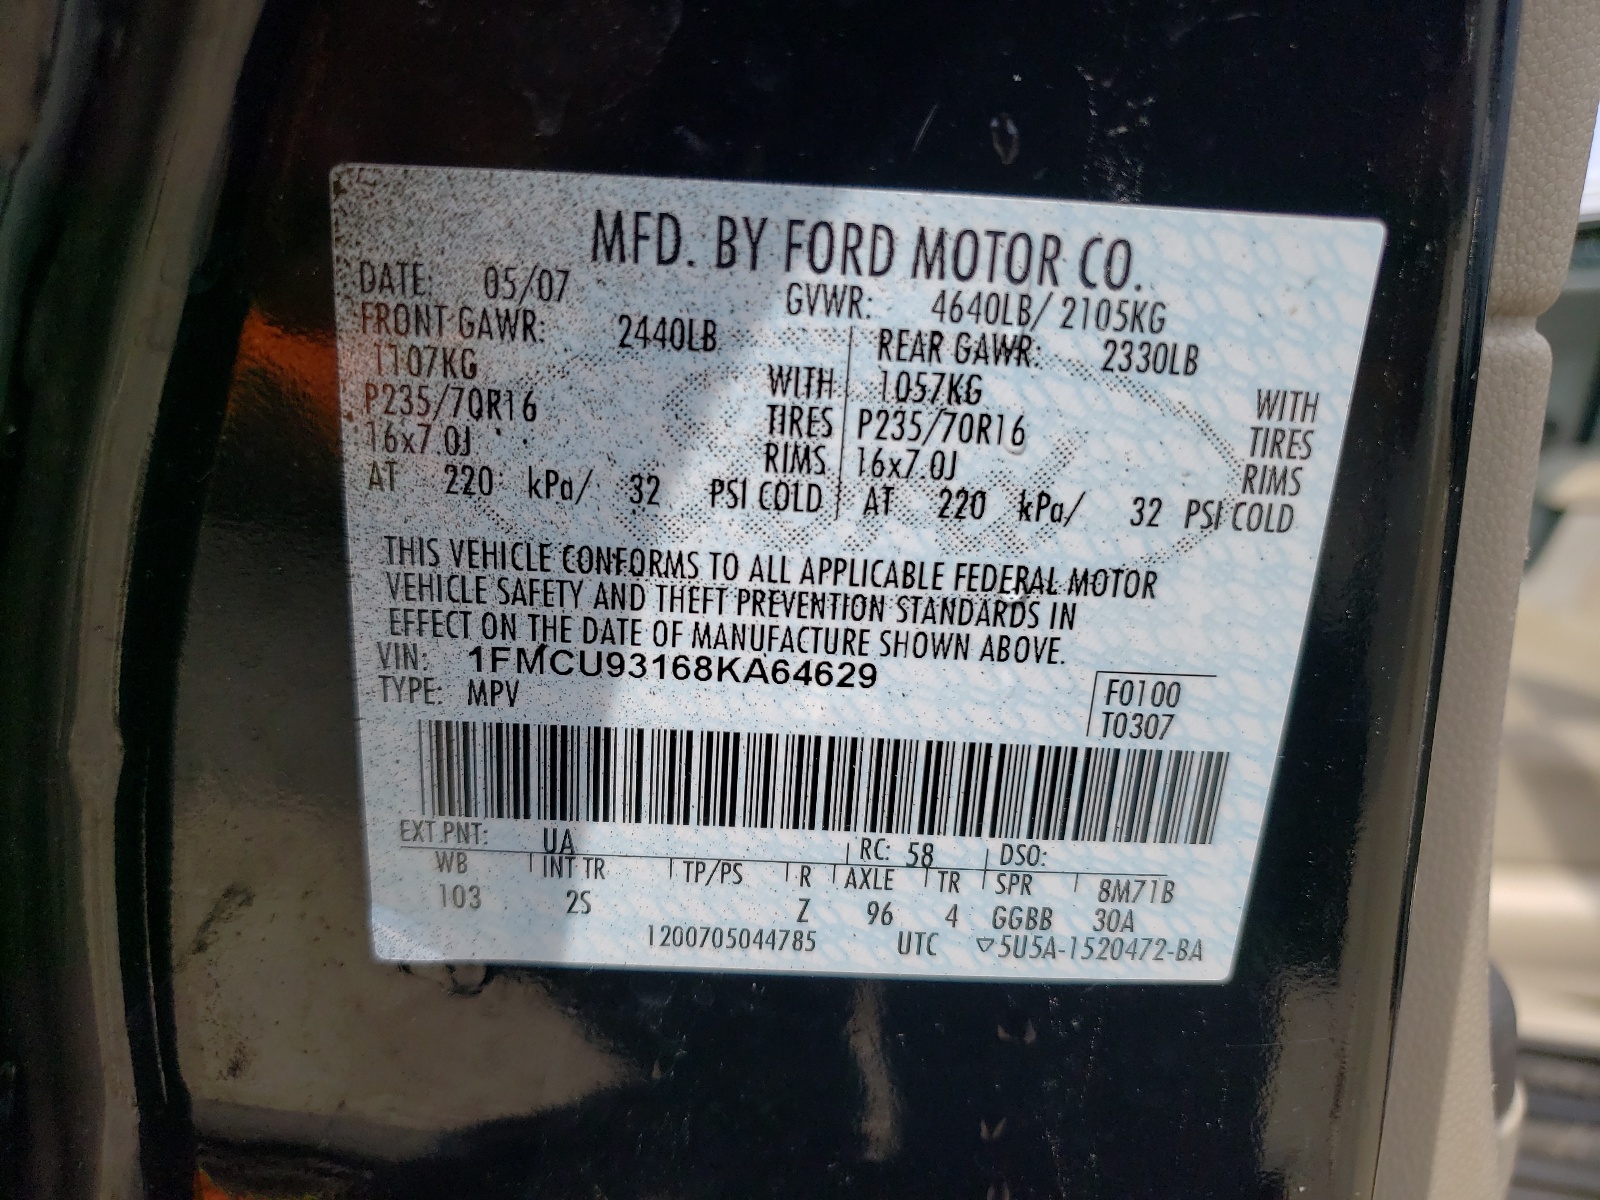 MFD. BY FORD MOTOR CO.
DATE: 05/07 GVWR: 4640LB/ 2105KG
FRONT GAWR: 2440LB REAR GAWR: 2330LB
1107KG WITH 1057KG WITH
P235/70R16 TIRES P235/70R16 TIRES
16x7.0J RIMS 16x7.0J RIMS
AT 220 kPa/ 32 PSI COLD AT 220 kPa/ 32 PSI COLD
THIS VEHICLE CONFORMS TO ALL APPLICABLE FEDERAL MOTOR
VEHICLE SAFETY AND THEFT PREVENTION STANDARDS IN
EFFECT ON THE DATE OF MANUFACTURE SHOWN ABOVE.
VIN: 1FMCU93168KA64629
TYPE: MPV F0100
T0307
EXT PNT: UA RC: 58 DSO:
WB INT TR TP/PS R AXLE TR SPR 8M71B
103 2S Z 96 4 GGBB 30A
1200705044785 UTC ▽5U5A-1520472-BA